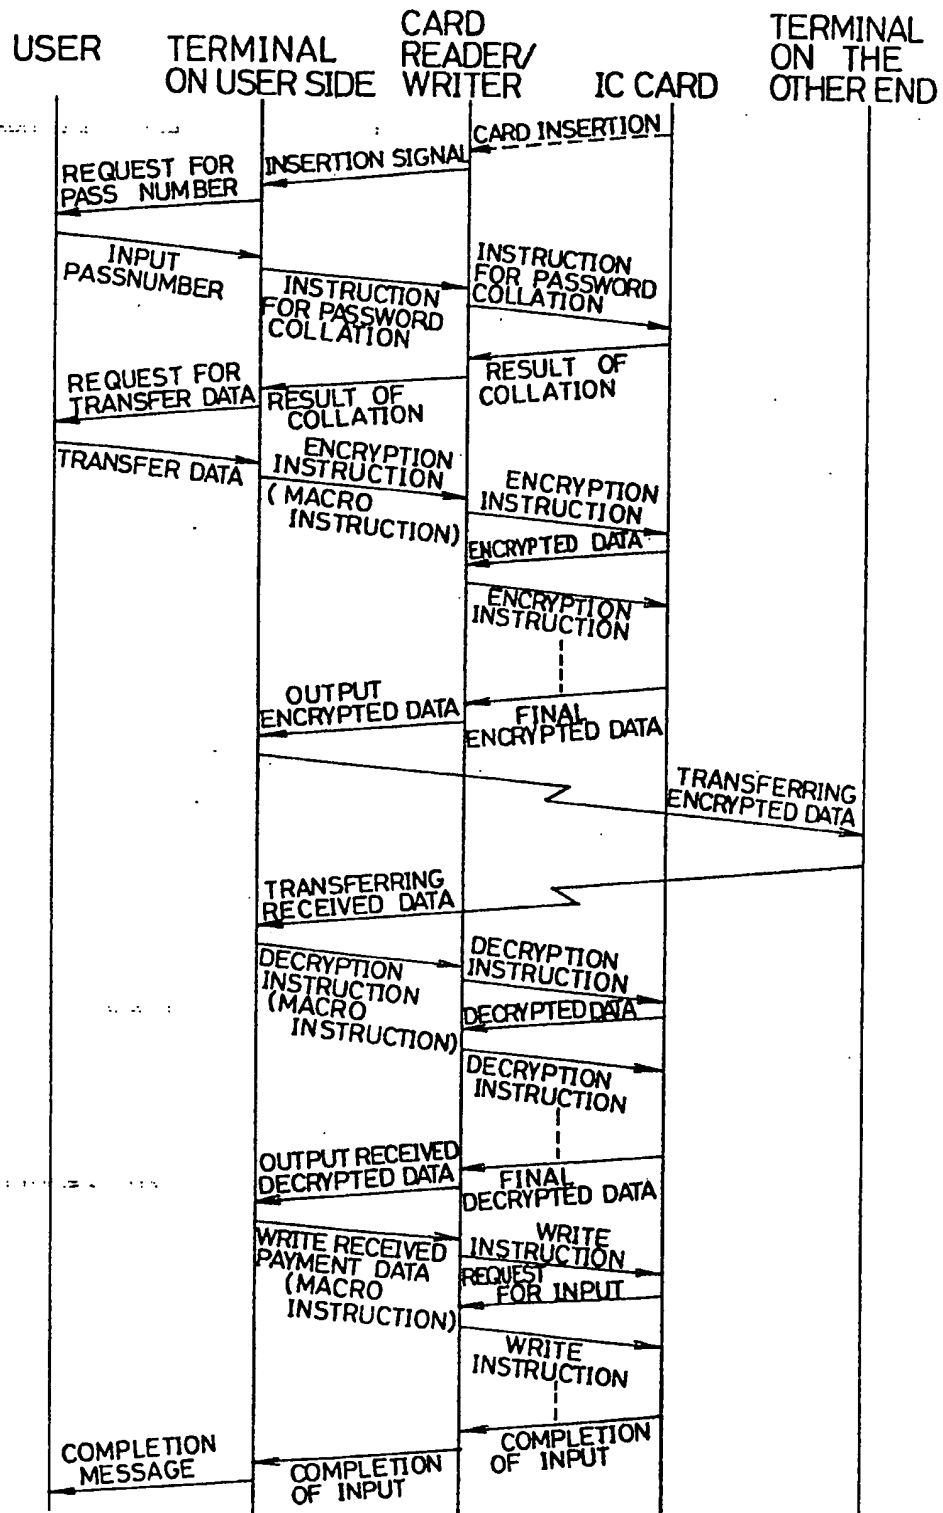 USER
TERMINAL
ON USER SIDE
CARD
READER/
WRITER
IC CARD
TERMINAL
ON THE
OTHER END
CARD INSERTION
INSERTION SIGNAL
REQUEST FOR
PASS NUMBER
INPUT
PASSNUMBER
INSTRUCTION
FOR PASSWORD
COLLATION
INSTRUCTION
FOR PASSWORD
COLLATION
RESULT OF
COLLATION
RESULT OF
COLLATION
REQUEST FOR
TRANSFER DATA
TRANSFER DATA
ENCRYPTION
INSTRUCTION
(MACRO
INSTRUCTION)
ENCRYPTION
INSTRUCTION
ENCRYPTED DATA
ENCRYPTION
INSTRUCTION
FINAL
ENCRYPTED DATA
OUTPUT
ENCRYPTED DATA
TRANSFERRING
ENCRYPTED DATA
TRANSFERRING
RECEIVED DATA
DECRYPTION
INSTRUCTION
(MACRO
INSTRUCTION)
DECRYPTION
INSTRUCTION
DECRYPTED DATA
DECRYPTION
INSTRUCTION
FINAL
DECRYPTED DATA
OUTPUT RECEIVED
DECRYPTED DATA
WRITE RECEIVED
PAYMENT DATA
(MACRO
INSTRUCTION)
WRITE
INSTRUCTION
REQUEST
FOR INPUT
WRITE
INSTRUCTION
COMPLETION
OF INPUT
COMPLETION
OF INPUT
COMPLETION
MESSAGE